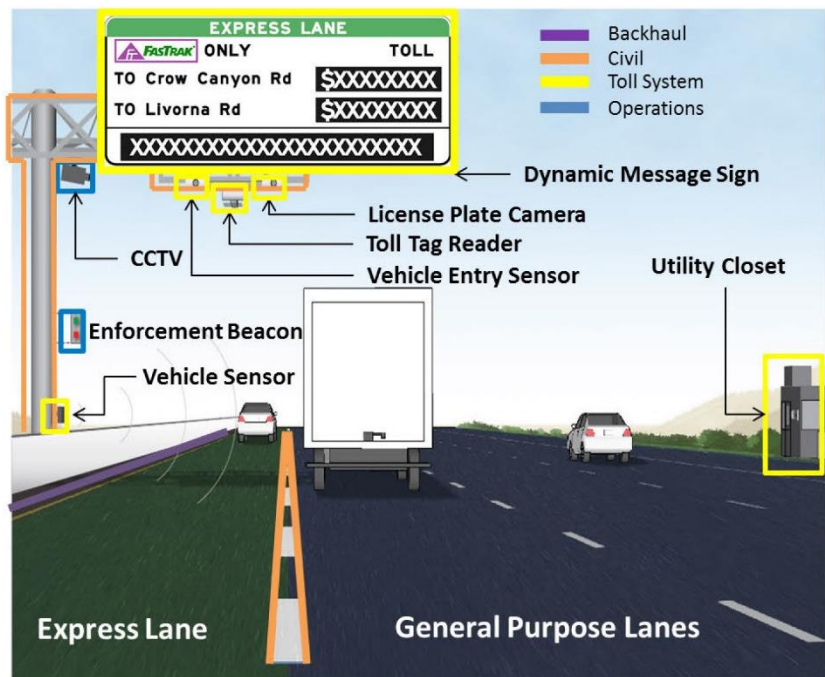 EXPRESS LANE
FASTRAK ONLY TOLL
TO Crow Canyon Rd $XXXXXXXX
TO Livorna Rd $XXXXXXXX
XXXXXXXXXXXXXXXXXXXXXXXX
Backhaul
Civil
Toll System
Operations
Dynamic Message Sign
License Plate Camera
Toll Tag Reader
CCTV
Vehicle Entry Sensor
Utility Closet
Enforcement Beacon
Vehicle Sensor
Express Lane
General Purpose Lanes